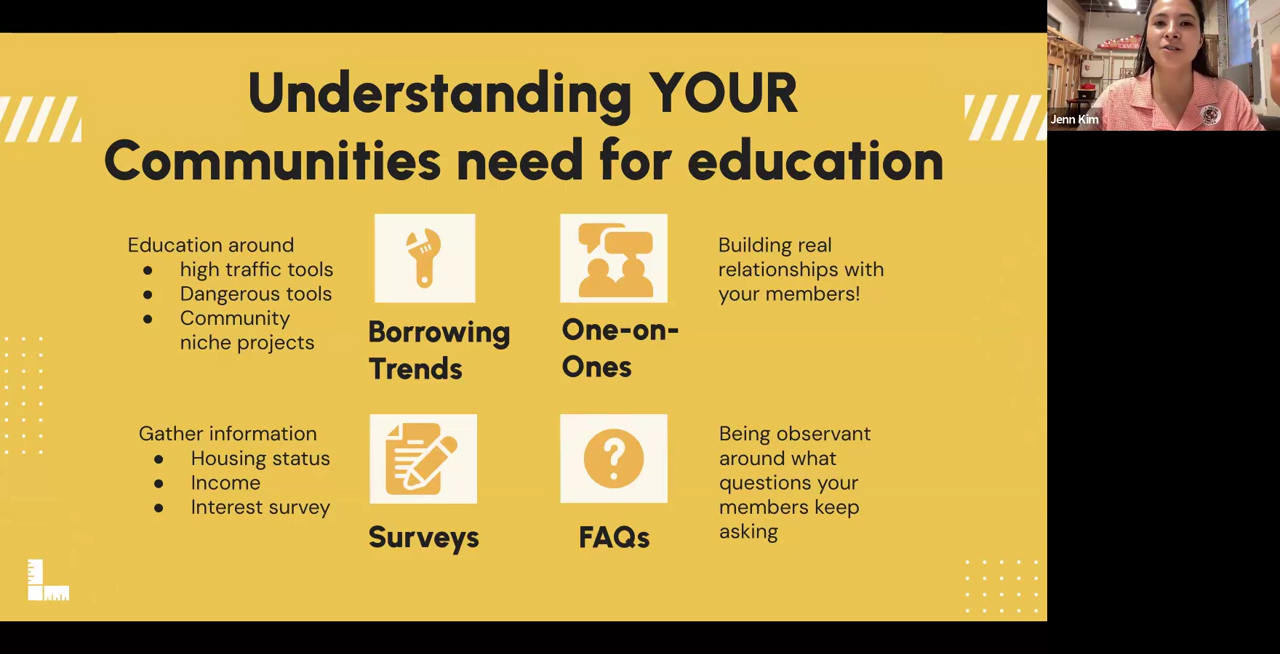 Understanding YOUR
Communities need for education
Jenn Kim
Education around
● high traffic tools
● Dangerous tools
● Community
niche projects
Borrowing
Trends
One-on-
Ones
Building real
relationships with
your members!
Gather information
● Housing status
● Income
● Interest survey
Surveys
FAQs
Being observant
around what
questions your
members keep
asking